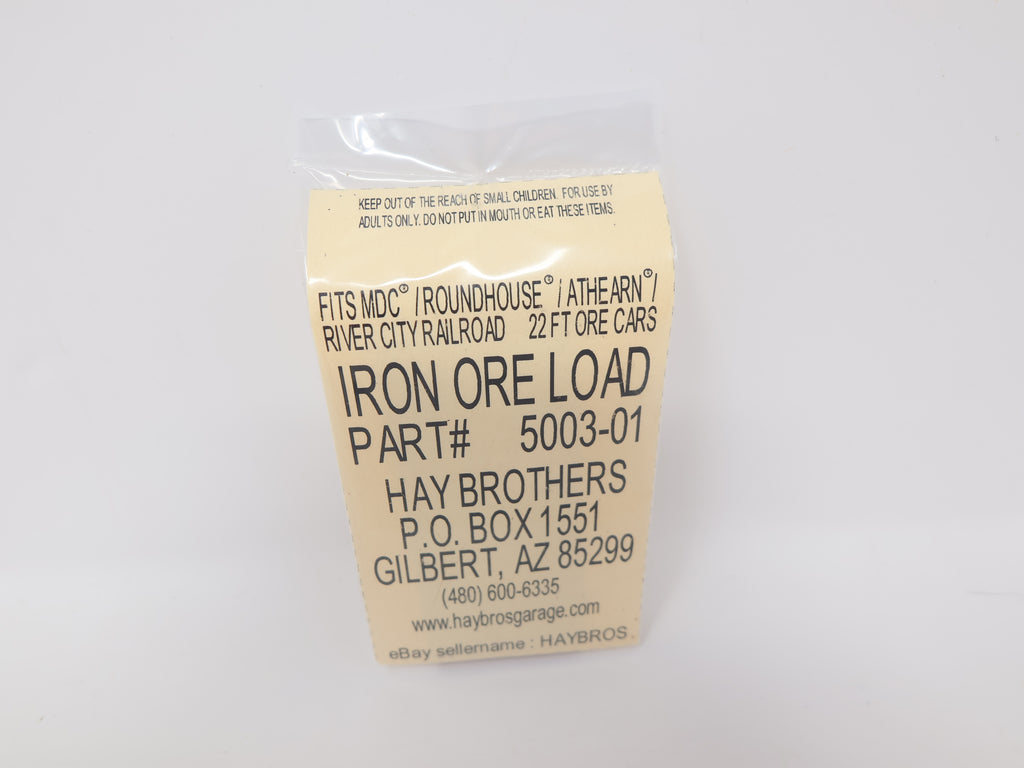 KEEP OUT OF THE REACH OF SMALL CHILDREN. FOR USE BY
ADULTS ONLY. DO NOT PUT IN MOUTH OR EAT THESE ITEMS.
FITS MDC® / ROUNDHOUSE® / ATHEARN® /
RIVER CITY RAILROAD 22 FT ORE CARS
IRON ORE LOAD
PART# 5003-01
HAY BROTHERS
P.O. BOX 1551
GILBERT, AZ 85299
(480) 600-6335
www.haybrosgarage.com
eBay sellername : HAYBROS